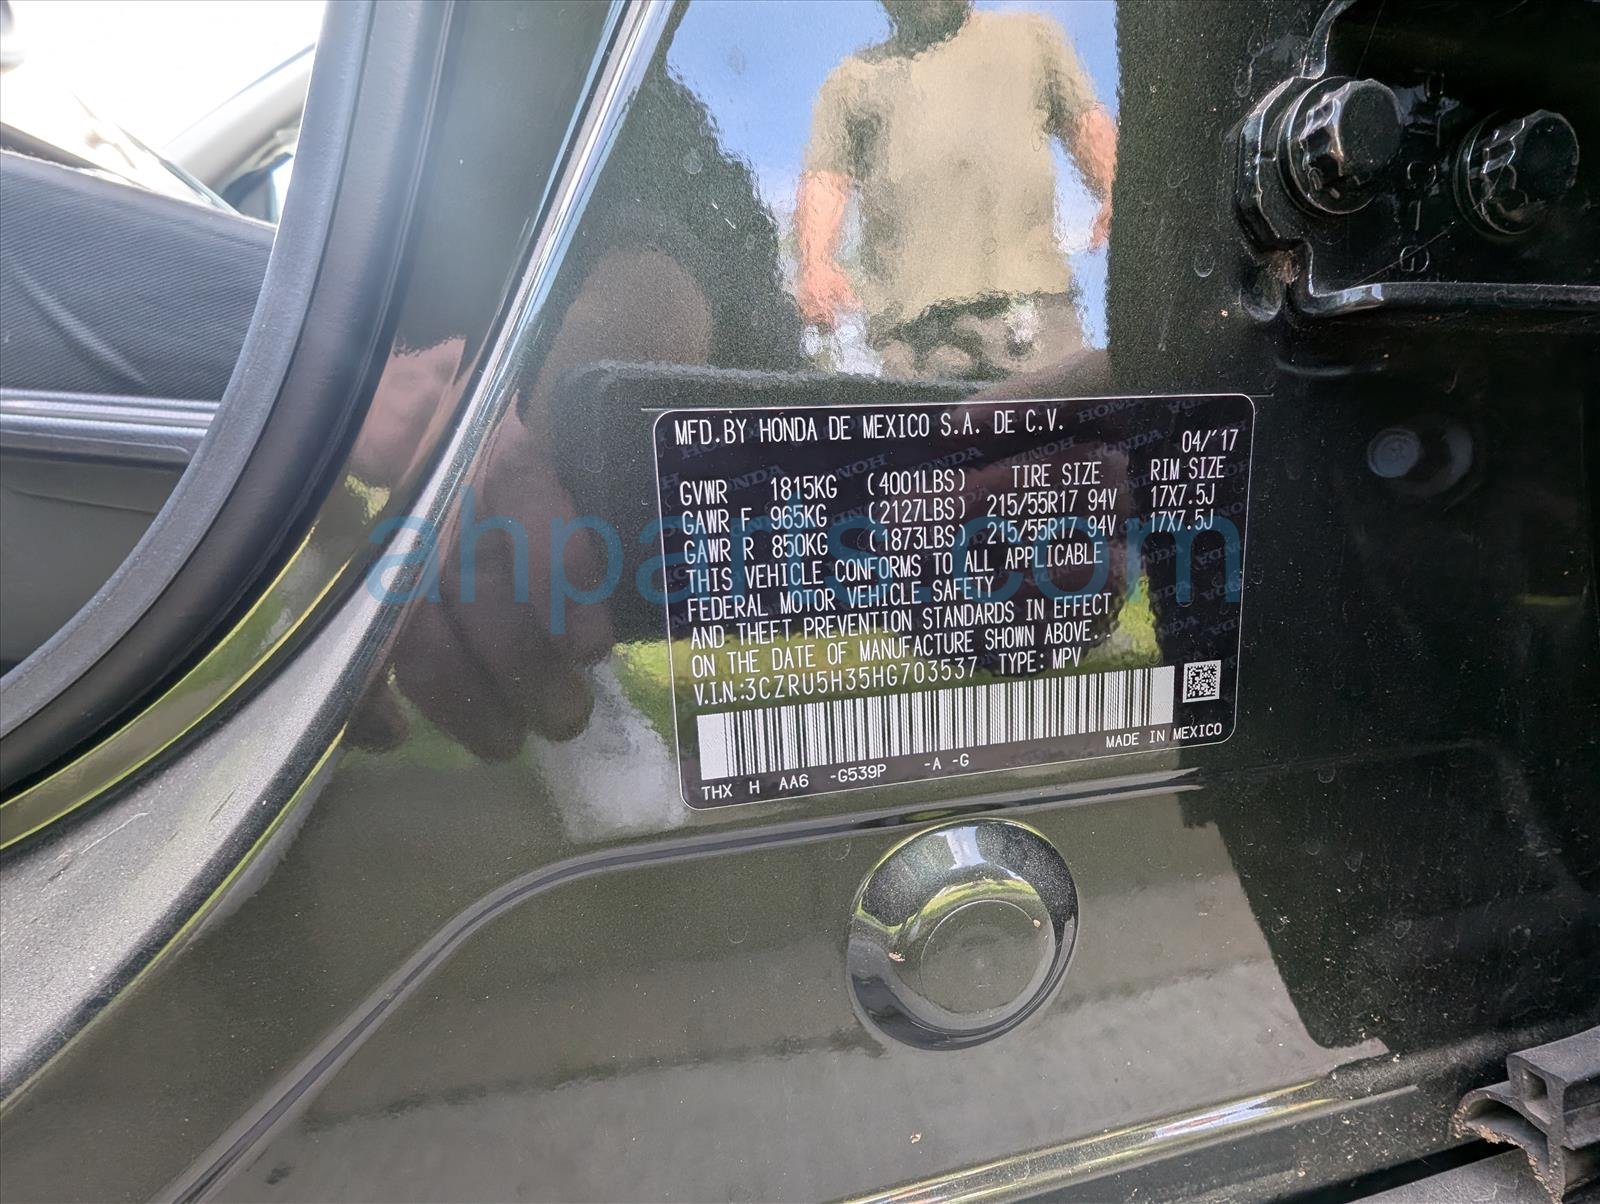 MFD.BY HONDA DE MEXICO S.A. DE C.V.
04/'17
GVWR 1815KG (4001LBS) TIRE SIZE RIM SIZE
GAWR F 965KG (2127LBS) 215/55R17 94V 17X7.5J
GAWR R 850KG (1873LBS) 215/55R17 94V 17X7.5J
THIS VEHICLE CONFORMS TO ALL APPLICABLE
FEDERAL MOTOR VEHICLE SAFETY
AND THEFT PREVENTION STANDARDS IN EFFECT
ON THE DATE OF MANUFACTURE SHOWN ABOVE.
V.I.N.:3CZRU5H35HG703537 TYPE: MPV
MADE IN MEXICO
THX H AA6 -G539P -A -G
ahparts.com